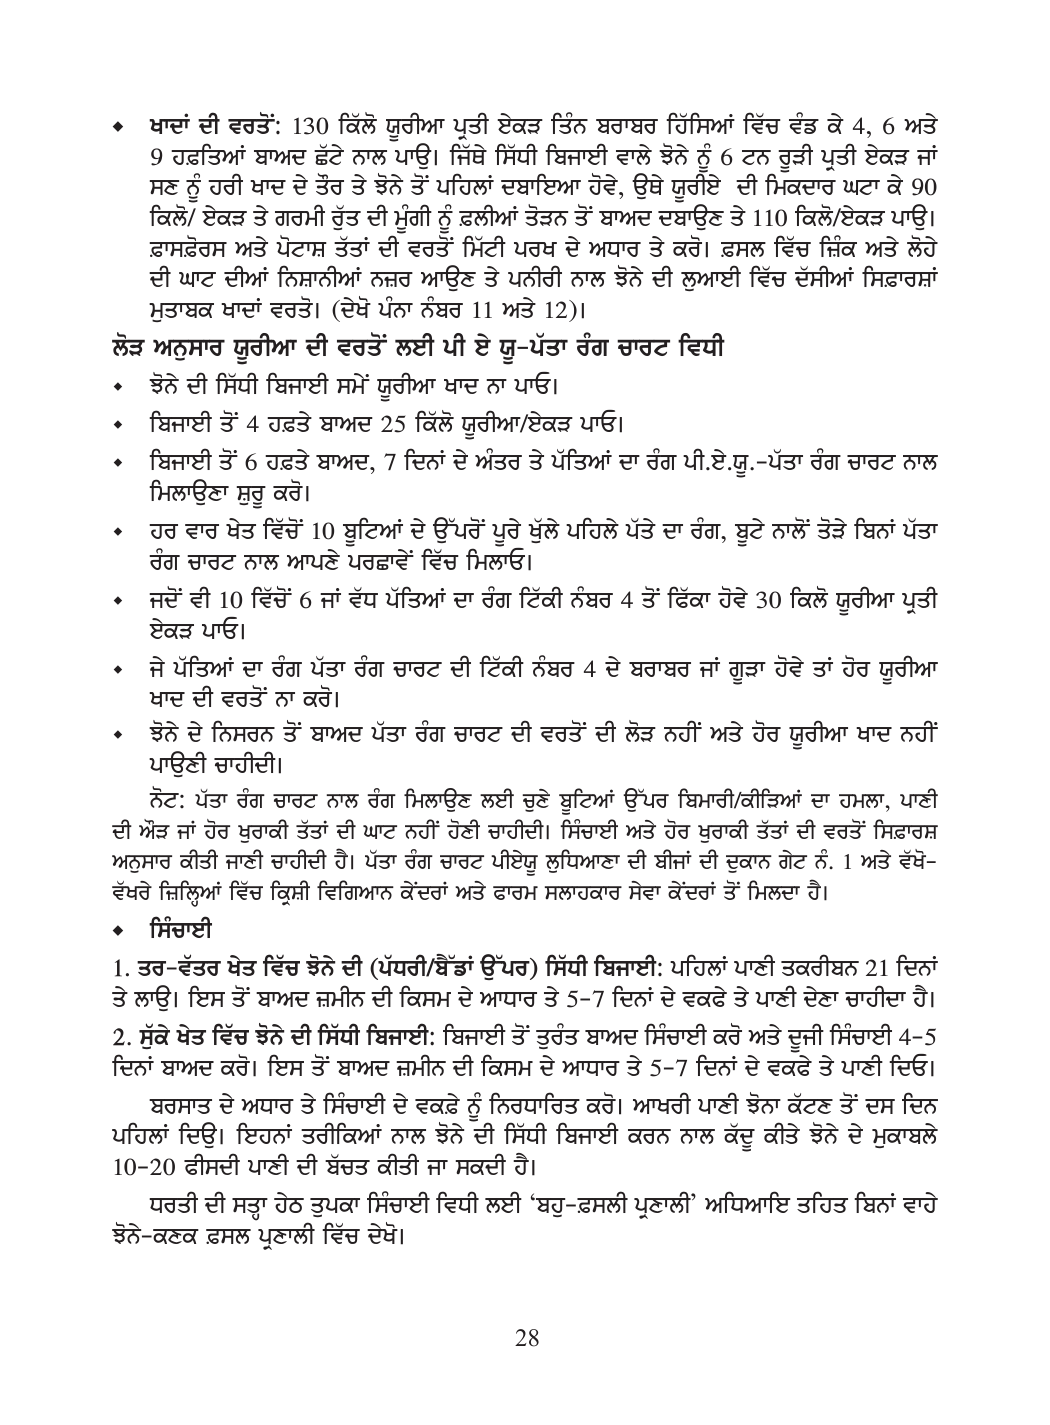 ⬥ ਖਾਦਾਂ ਦੀ ਵਰਤੋਂ: 130 ਕਿੱਲੋ ਯੂਰੀਆ ਪ੍ਰਤੀ ਏਕੜ ਤਿੰਨ ਬਰਾਬਰ ਹਿੱਸਿਆਂ ਵਿੱਚ ਵੰਡ ਕੇ 4, 6 ਅਤੇ
9 ਹਫ਼ਤਿਆਂ ਬਾਅਦ ਛੱਟੇ ਨਾਲ ਪਾਉ। ਜਿੱਥੇ ਸਿੱਧੀ ਬਿਜਾਈ ਵਾਲੇ ਝੋਨੇ ਨੂੰ 6 ਟਨ ਰੂੜੀ ਪ੍ਰਤੀ ਏਕੜ ਜਾਂ
ਸਣ ਨੂੰ ਹਰੀ ਖਾਦ ਦੇ ਤੌਰ ਤੇ ਝੋਨੇ ਤੋਂ ਪਹਿਲਾਂ ਦਬਾਇਆ ਹੋਵੇ, ਉਥੇ ਯੂਰੀਏ ਦੀ ਮਿਕਦਾਰ ਘਟਾ ਕੇ 90
ਕਿਲੋ/ ਏਕੜ ਤੇ ਗਰਮੀ ਰੁੱਤ ਦੀ ਮੂੰਗੀ ਨੂੰ ਫ਼ਲੀਆਂ ਤੋੜਨ ਤੋਂ ਬਾਅਦ ਦਬਾਉਣ ਤੇ 110 ਕਿਲੋ/ਏਕੜ ਪਾਉ।
ਫ਼ਾਸਫ਼ੋਰਸ ਅਤੇ ਪੋਟਾਸ਼ ਤੱਤਾਂ ਦੀ ਵਰਤੋਂ ਮਿੱਟੀ ਪਰਖ ਦੇ ਅਧਾਰ ਤੇ ਕਰੋ। ਫ਼ਸਲ ਵਿੱਚ ਜ਼ਿੰਕ ਅਤੇ ਲੋਹੇ
ਦੀ ਘਾਟ ਦੀਆਂ ਨਿਸ਼ਾਨੀਆਂ ਨਜ਼ਰ ਆਉਣ ਤੇ ਪਨੀਰੀ ਨਾਲ ਝੋਨੇ ਦੀ ਲੁਆਈ ਵਿੱਚ ਦੱਸੀਆਂ ਸਿਫ਼ਾਰਸ਼ਾਂ
ਮੁਤਾਬਕ ਖਾਦਾਂ ਵਰਤੋ। (ਦੇਖੋ ਪੰਨਾ ਨੰਬਰ 11 ਅਤੇ 12)।
ਲੋੜ ਅਨੁਸਾਰ ਯੂਰੀਆ ਦੀ ਵਰਤੋਂ ਲਈ ਪੀ ਏ ਯੂ-ਪੱਤਾ ਰੰਗ ਚਾਰਟ ਵਿਧੀ
⬥ ਝੋਨੇ ਦੀ ਸਿੱਧੀ ਬਿਜਾਈ ਸਮੇਂ ਯੂਰੀਆ ਖਾਦ ਨਾ ਪਾਓ।
⬥ ਬਿਜਾਈ ਤੋਂ 4 ਹਫ਼ਤੇ ਬਾਅਦ 25 ਕਿੱਲੋ ਯੂਰੀਆ/ਏਕੜ ਪਾਓ।
⬥ ਬਿਜਾਈ ਤੋਂ 6 ਹਫ਼ਤੇ ਬਾਅਦ, 7 ਦਿਨਾਂ ਦੇ ਅੰਤਰ ਤੇ ਪੱਤਿਆਂ ਦਾ ਰੰਗ ਪੀ.ਏ.ਯੂ.-ਪੱਤਾ ਰੰਗ ਚਾਰਟ ਨਾਲ
ਮਿਲਾਉਣਾ ਸ਼ੁਰੂ ਕਰੋ।
⬥ ਹਰ ਵਾਰ ਖੇਤ ਵਿੱਚੋਂ 10 ਬੂਟਿਆਂ ਦੇ ਉੱਪਰੋਂ ਪੂਰੇ ਖੁੱਲੇ ਪਹਿਲੇ ਪੱਤੇ ਦਾ ਰੰਗ, ਬੂਟੇ ਨਾਲੋਂ ਤੋੜੇ ਬਿਨਾਂ ਪੱਤਾ
ਰੰਗ ਚਾਰਟ ਨਾਲ ਆਪਣੇ ਪਰਛਾਵੇਂ ਵਿੱਚ ਮਿਲਾਓ।
⬥ ਜਦੋਂ ਵੀ 10 ਵਿੱਚੋਂ 6 ਜਾਂ ਵੱਧ ਪੱਤਿਆਂ ਦਾ ਰੰਗ ਟਿੱਕੀ ਨੰਬਰ 4 ਤੋਂ ਫਿੱਕਾ ਹੋਵੇ 30 ਕਿਲੋ ਯੂਰੀਆ ਪ੍ਰਤੀ
ਏਕੜ ਪਾਓ।
⬥ ਜੇ ਪੱਤਿਆਂ ਦਾ ਰੰਗ ਪੱਤਾ ਰੰਗ ਚਾਰਟ ਦੀ ਟਿੱਕੀ ਨੰਬਰ 4 ਦੇ ਬਰਾਬਰ ਜਾਂ ਗੂੜਾ ਹੋਵੇ ਤਾਂ ਹੋਰ ਯੂਰੀਆ
ਖਾਦ ਦੀ ਵਰਤੋਂ ਨਾ ਕਰੋ।
⬥ ਝੋਨੇ ਦੇ ਨਿਸਰਨ ਤੋਂ ਬਾਅਦ ਪੱਤਾ ਰੰਗ ਚਾਰਟ ਦੀ ਵਰਤੋਂ ਦੀ ਲੋੜ ਨਹੀਂ ਅਤੇ ਹੋਰ ਯੂਰੀਆ ਖਾਦ ਨਹੀਂ
ਪਾਉਣੀ ਚਾਹੀਦੀ।
ਨੋਟ: ਪੱਤਾ ਰੰਗ ਚਾਰਟ ਨਾਲ ਰੰਗ ਮਿਲਾਉਣ ਲਈ ਚੁਣੇ ਬੂਟਿਆਂ ਉੱਪਰ ਬਿਮਾਰੀ/ਕੀੜਿਆਂ ਦਾ ਹਮਲਾ, ਪਾਣੀ
ਦੀ ਔੜ ਜਾਂ ਹੋਰ ਖੁਰਾਕੀ ਤੱਤਾਂ ਦੀ ਘਾਟ ਨਹੀਂ ਹੋਣੀ ਚਾਹੀਦੀ। ਸਿੰਚਾਈ ਅਤੇ ਹੋਰ ਖੁਰਾਕੀ ਤੱਤਾਂ ਦੀ ਵਰਤੋਂ ਸਿਫ਼ਾਰਸ਼
ਅਨੁਸਾਰ ਕੀਤੀ ਜਾਣੀ ਚਾਹੀਦੀ ਹੈ। ਪੱਤਾ ਰੰਗ ਚਾਰਟ ਪੀਏਯੂ ਲੁਧਿਆਣਾ ਦੀ ਬੀਜਾਂ ਦੀ ਦੁਕਾਨ ਗੇਟ ਨੰ. 1 ਅਤੇ ਵੱਖੋ-
ਵੱਖਰੇ ਜ਼ਿਲ੍ਹਿਆਂ ਵਿੱਚ ਕ੍ਰਿਸ਼ੀ ਵਿਗਿਆਨ ਕੇਂਦਰਾਂ ਅਤੇ ਫਾਰਮ ਸਲਾਹਕਾਰ ਸੇਵਾ ਕੇਂਦਰਾਂ ਤੋਂ ਮਿਲਦਾ ਹੈ।
⬥ ਸਿੰਚਾਈ
1. ਤਰ-ਵੱਤਰ ਖੇਤ ਵਿੱਚ ਝੋਨੇ ਦੀ (ਪੱਧਰੀ/ਬੈੱਡਾਂ ਉੱਪਰ) ਸਿੱਧੀ ਬਿਜਾਈ: ਪਹਿਲਾਂ ਪਾਣੀ ਤਕਰੀਬਨ 21 ਦਿਨਾਂ
ਤੇ ਲਾਉ। ਇਸ ਤੋਂ ਬਾਅਦ ਜ਼ਮੀਨ ਦੀ ਕਿਸਮ ਦੇ ਆਧਾਰ ਤੇ 5-7 ਦਿਨਾਂ ਦੇ ਵਕਫੇ ਤੇ ਪਾਣੀ ਦੇਣਾ ਚਾਹੀਦਾ ਹੈ।
2. ਸੁੱਕੇ ਖੇਤ ਵਿੱਚ ਝੋਨੇ ਦੀ ਸਿੱਧੀ ਬਿਜਾਈ: ਬਿਜਾਈ ਤੋਂ ਤੁਰੰਤ ਬਾਅਦ ਸਿੰਚਾਈ ਕਰੋ ਅਤੇ ਦੂਜੀ ਸਿੰਚਾਈ 4-5
ਦਿਨਾਂ ਬਾਅਦ ਕਰੋ। ਇਸ ਤੋਂ ਬਾਅਦ ਜ਼ਮੀਨ ਦੀ ਕਿਸਮ ਦੇ ਆਧਾਰ ਤੇ 5-7 ਦਿਨਾਂ ਦੇ ਵਕਫੇ ਤੇ ਪਾਣੀ ਦਿਓ।
ਬਰਸਾਤ ਦੇ ਅਧਾਰ ਤੇ ਸਿੰਚਾਈ ਦੇ ਵਕਫ਼ੇ ਨੂੰ ਨਿਰਧਾਰਿਤ ਕਰੋ। ਆਖਰੀ ਪਾਣੀ ਝੋਨਾ ਕੱਟਣ ਤੋਂ ਦਸ ਦਿਨ
ਪਹਿਲਾਂ ਦਿਉ। ਇਹਨਾਂ ਤਰੀਕਿਆਂ ਨਾਲ ਝੋਨੇ ਦੀ ਸਿੱਧੀ ਬਿਜਾਈ ਕਰਨ ਨਾਲ ਕੱਦੂ ਕੀਤੇ ਝੋਨੇ ਦੇ ਮੁਕਾਬਲੇ
10-20 ਫੀਸਦੀ ਪਾਣੀ ਦੀ ਬੱਚਤ ਕੀਤੀ ਜਾ ਸਕਦੀ ਹੈ।
ਧਰਤੀ ਦੀ ਸਤ੍ਹਾ ਹੇਠ ਤੁਪਕਾ ਸਿੰਚਾਈ ਵਿਧੀ ਲਈ ‘ਬਹੁ-ਫ਼ਸਲੀ ਪ੍ਰਣਾਲੀ’ ਅਧਿਆਇ ਤਹਿਤ ਬਿਨਾਂ ਵਾਹੇ
ਝੋਨੇ-ਕਣਕ ਫ਼ਸਲ ਪ੍ਰਣਾਲੀ ਵਿੱਚ ਦੇਖੋ।
28